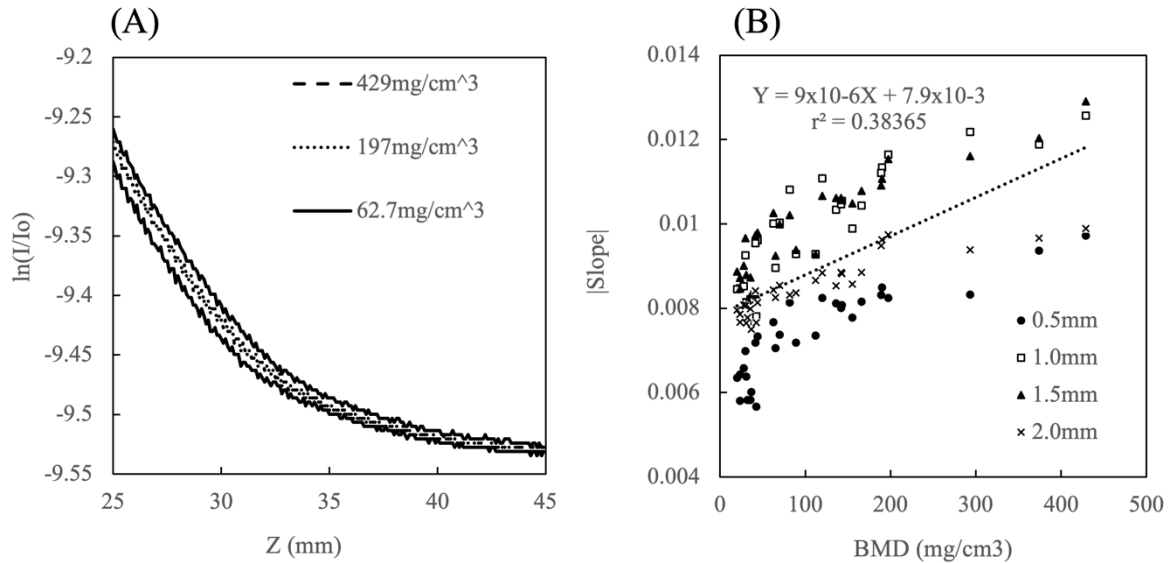 (A)
-9.2
-9.25
-9.3
-9.35
-9.4
-9.45
-9.5
-9.55
ln(I/Io)
429mg/cm^3
197mg/cm^3
62.7mg/cm^3
25
30
35
40
45
Z (mm)
(B)
0.014
0.012
0.01
0.008
0.006
0.004
|Slope|
Y = 9x10-6X + 7.9x10-3
r² = 0.38365
0.5mm
1.0mm
1.5mm
2.0mm
0
100
200
300
400
500
BMD (mg/cm3)